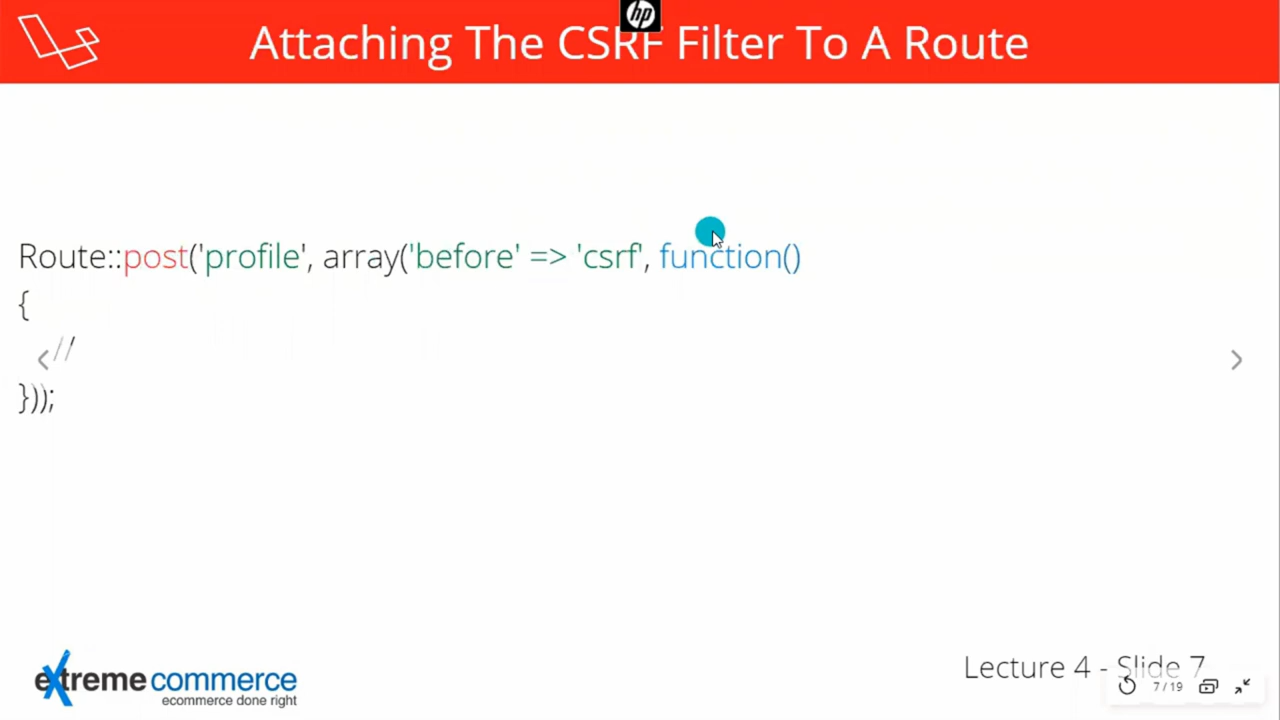 hp
Attaching The CSRF Filter To A Route
Route::post('profile', array('before' => 'csrf', function()
{
//
}));
extreme commerce
ecommerce done right
Lecture 4 - Slide 7
7/19